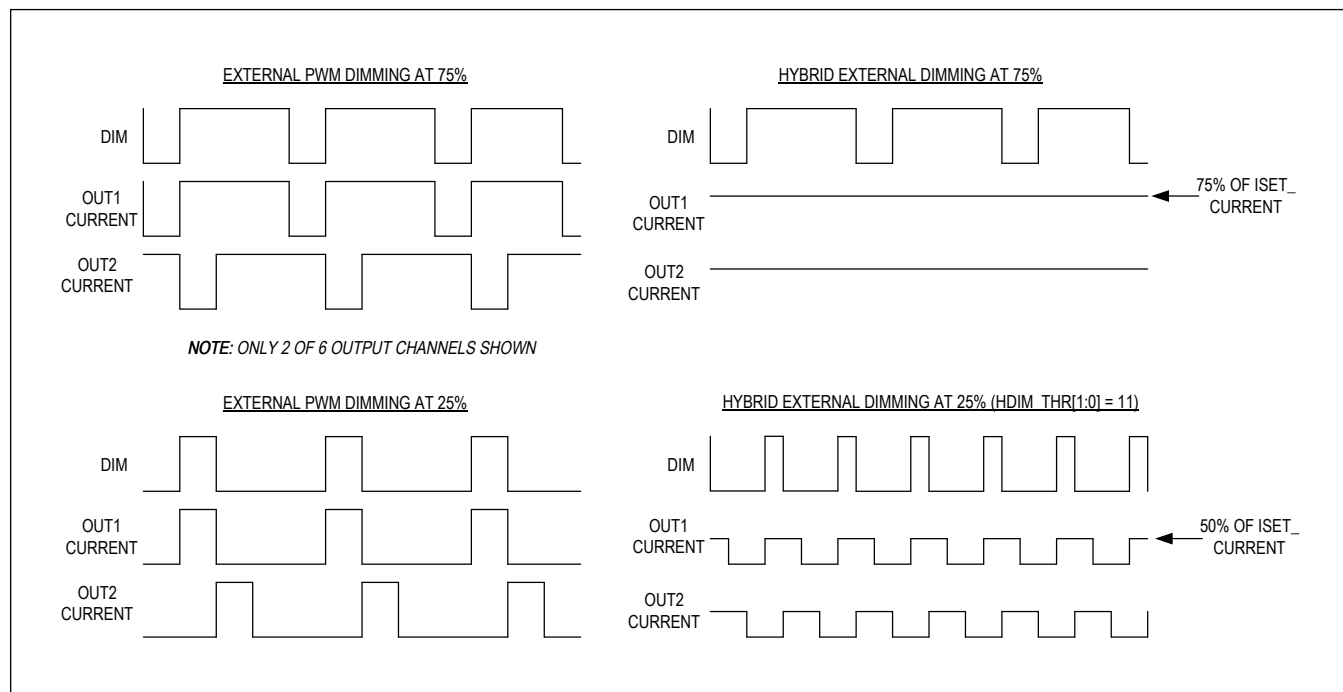 EXTERNAL PWM DIMMING AT 75%
DIM
OUT1
CURRENT
OUT2
CURRENT
NOTE: ONLY 2 OF 6 OUTPUT CHANNELS SHOWN
HYBRID EXTERNAL DIMMING AT 75%
DIM
OUT1
CURRENT
75% OF ISET_
CURRENT
OUT2
CURRENT
EXTERNAL PWM DIMMING AT 25%
DIM
OUT1
CURRENT
OUT2
CURRENT
HYBRID EXTERNAL DIMMING AT 25% (HDIM_THR[1:0] = 11)
DIM
OUT1
CURRENT
50% OF ISET_
CURRENT
OUT2
CURRENT